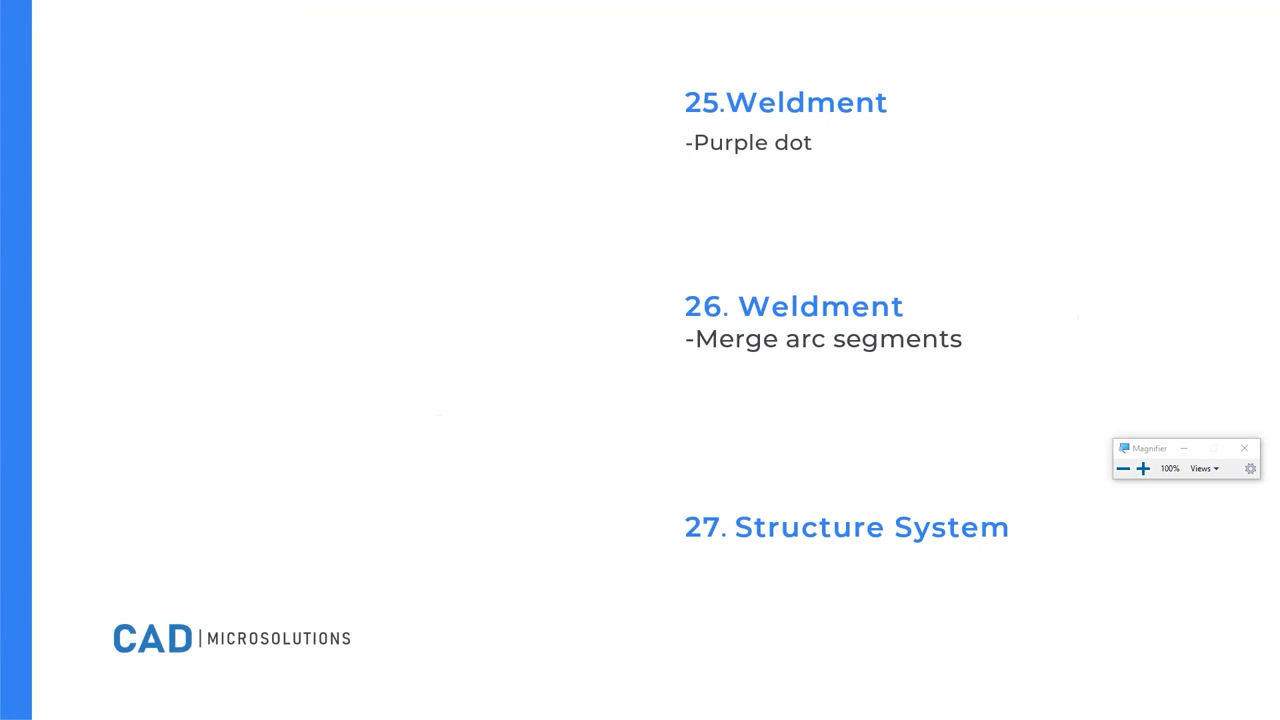 25.Weldment
-Purple dot
26. Weldment
-Merge arc segments
Magnifier
100% Views
27. Structure System
CAD | MICROSOLUTIONS